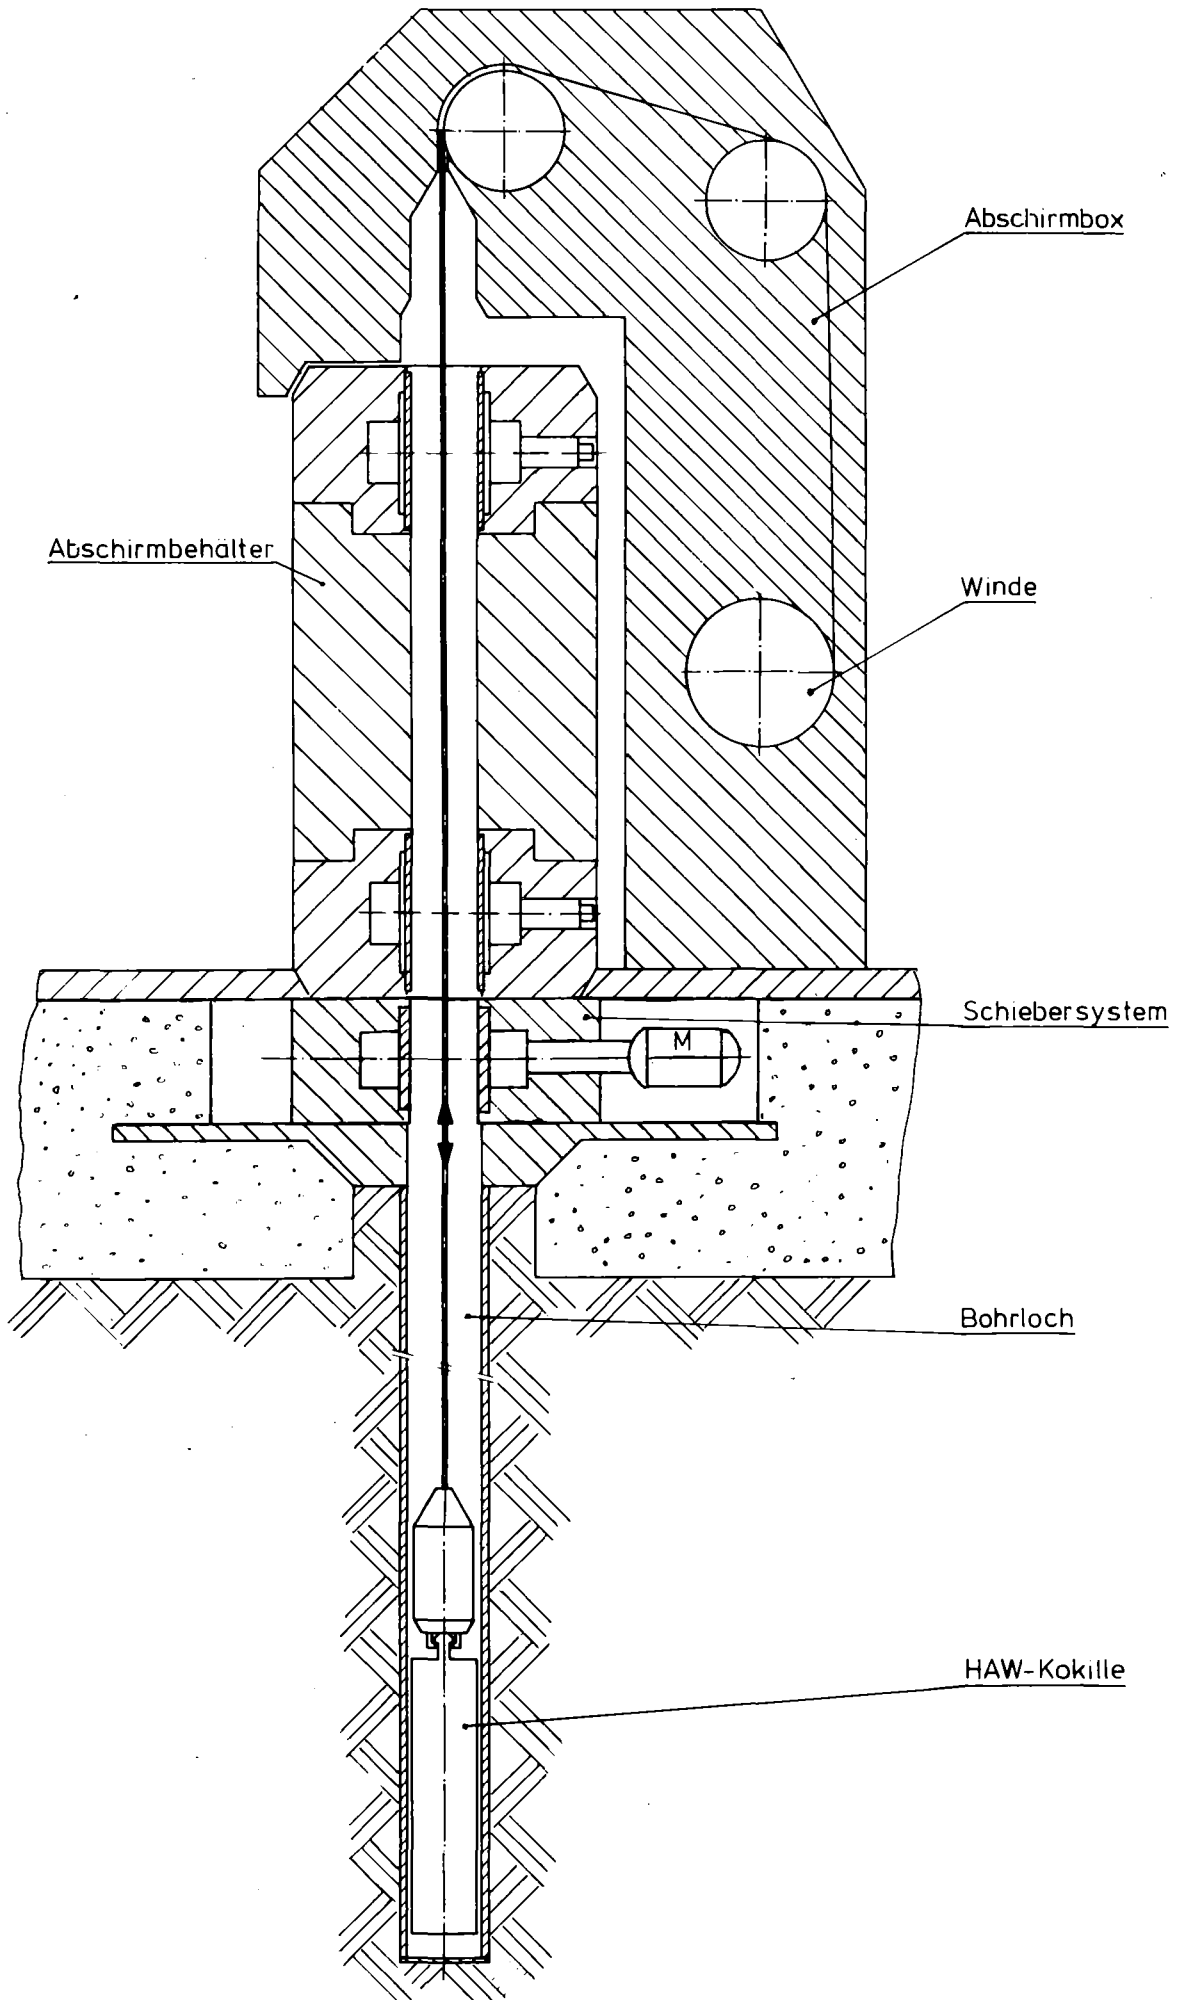 Abschirmbox
Abschirmbehälter
Winde
Schiebersystem
M
Bohrloch
HAW-Kokille